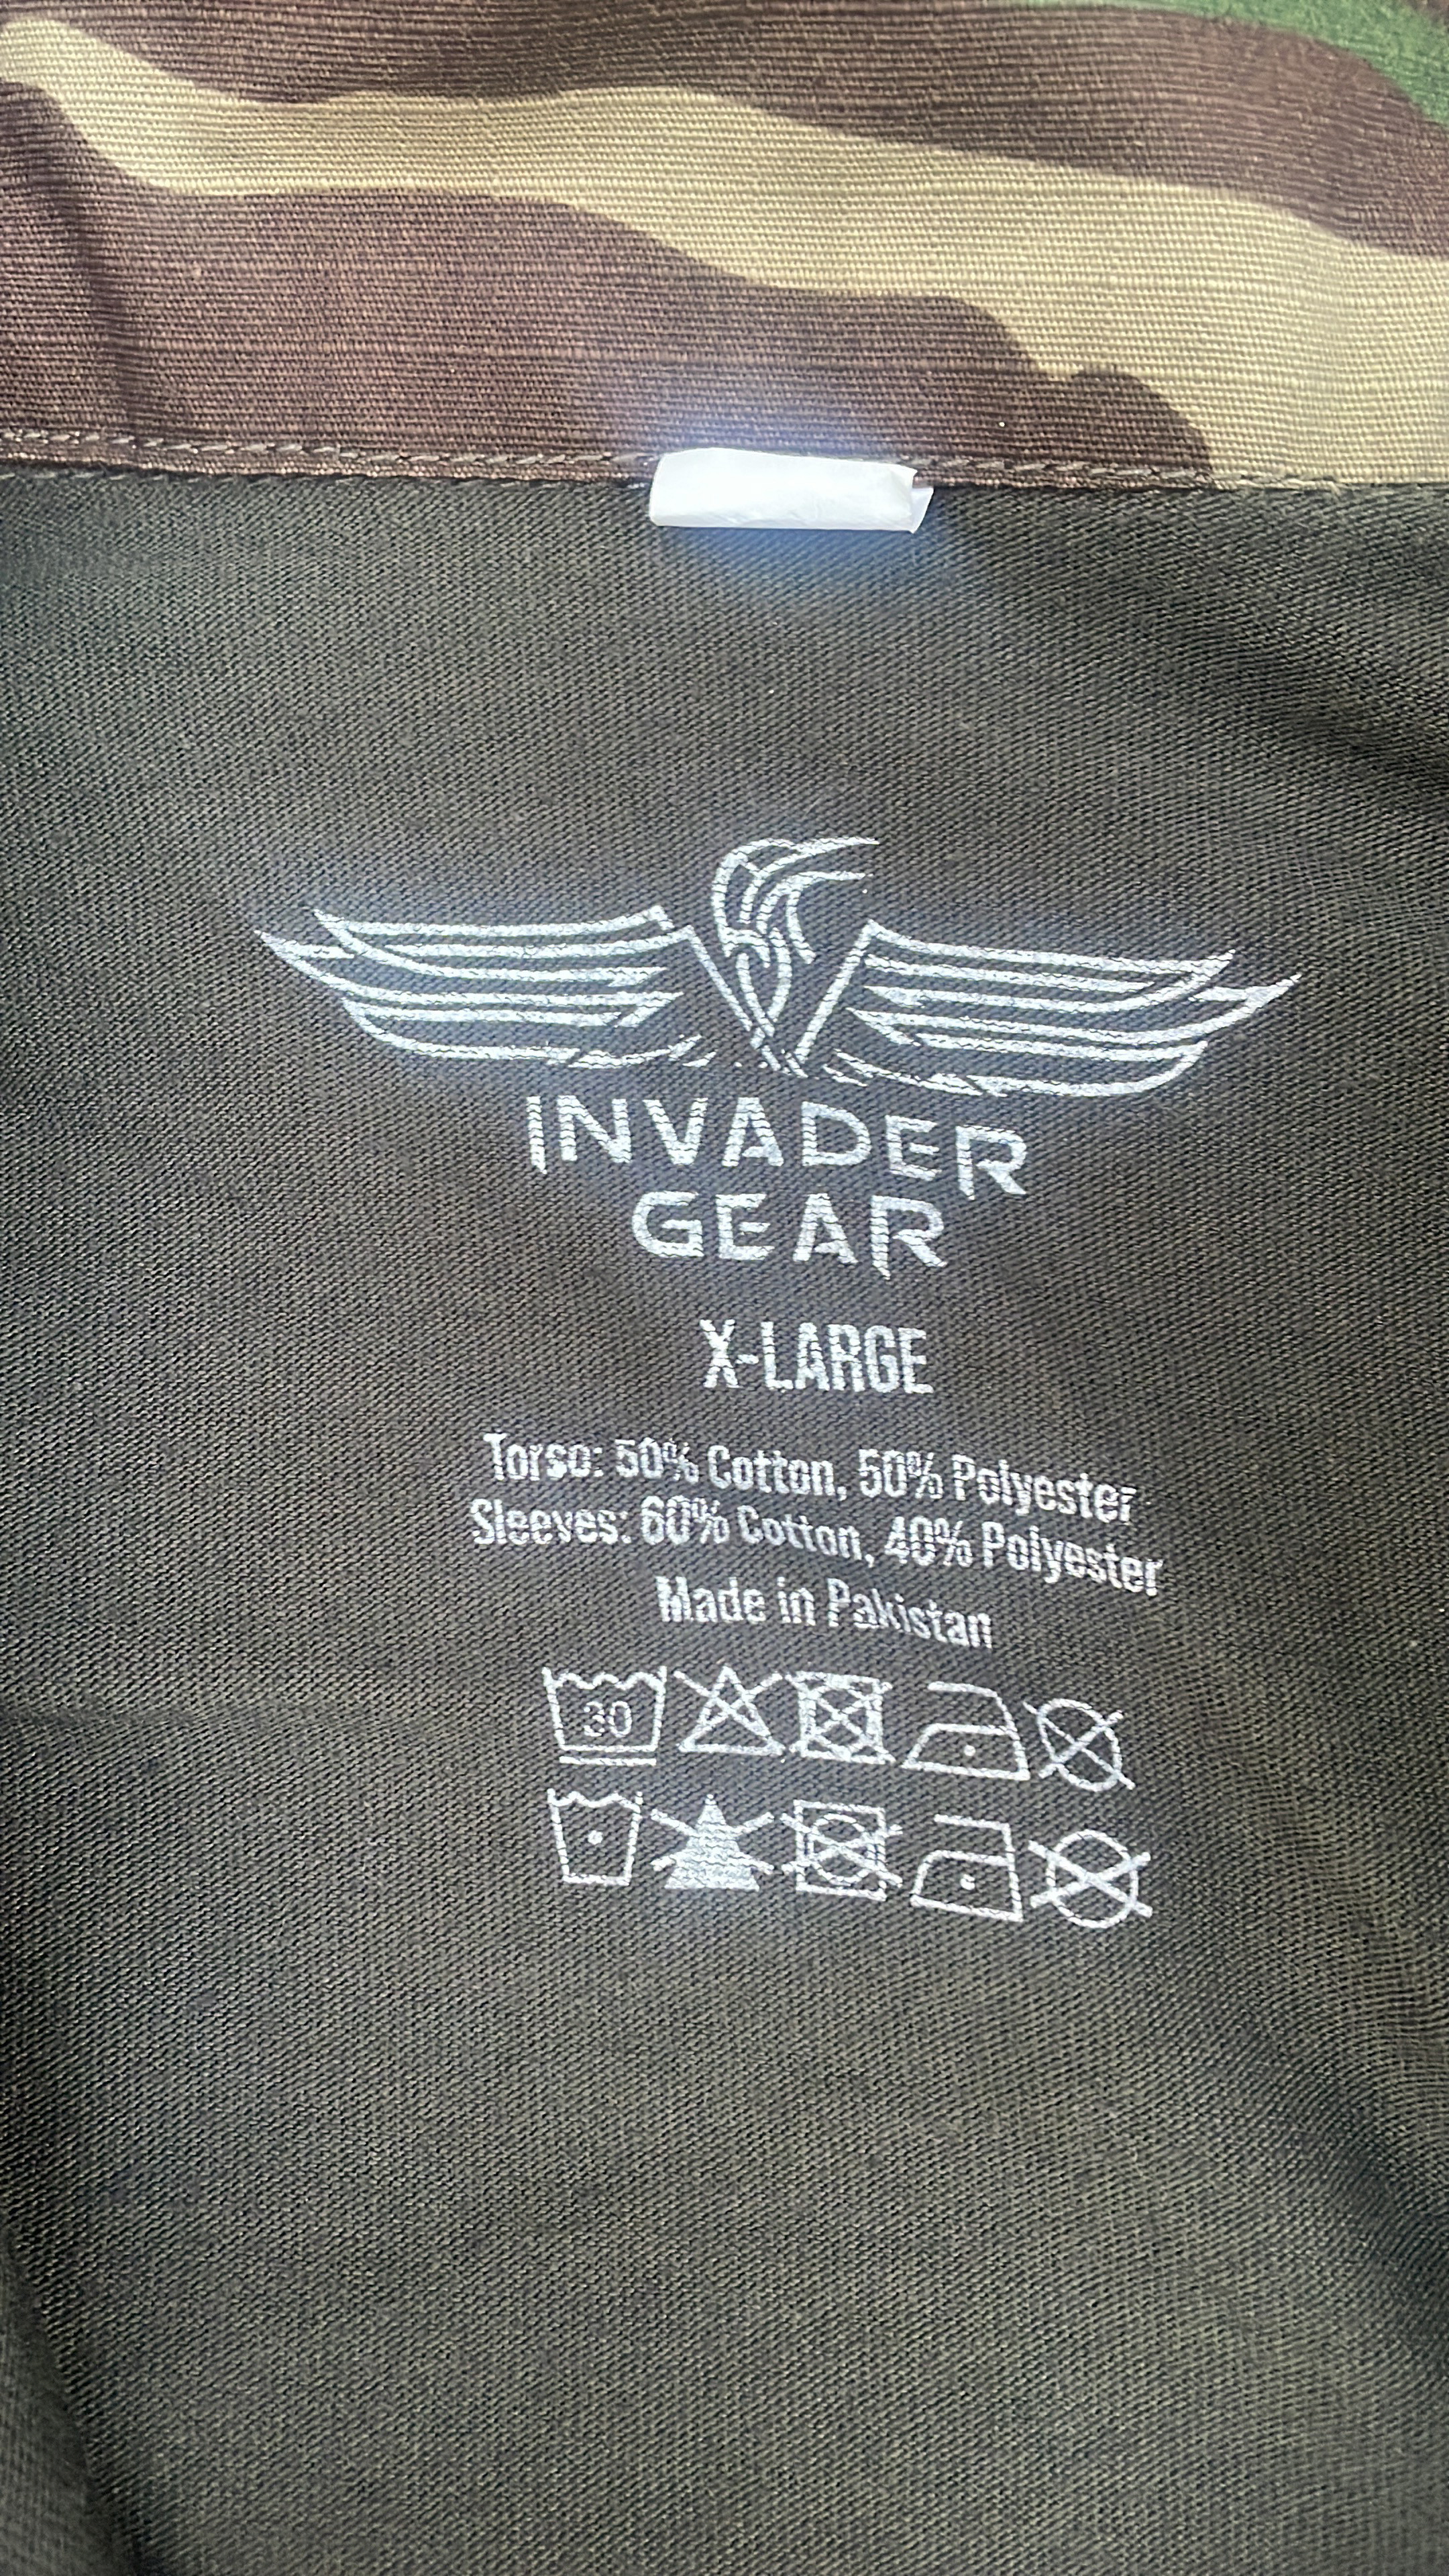 INVADER
GEAR
X-LARGE
Torso: 50% Cotton, 50% Polyester
Sleeves: 60% Cotton, 40% Polyester
Made in Pakistan
30